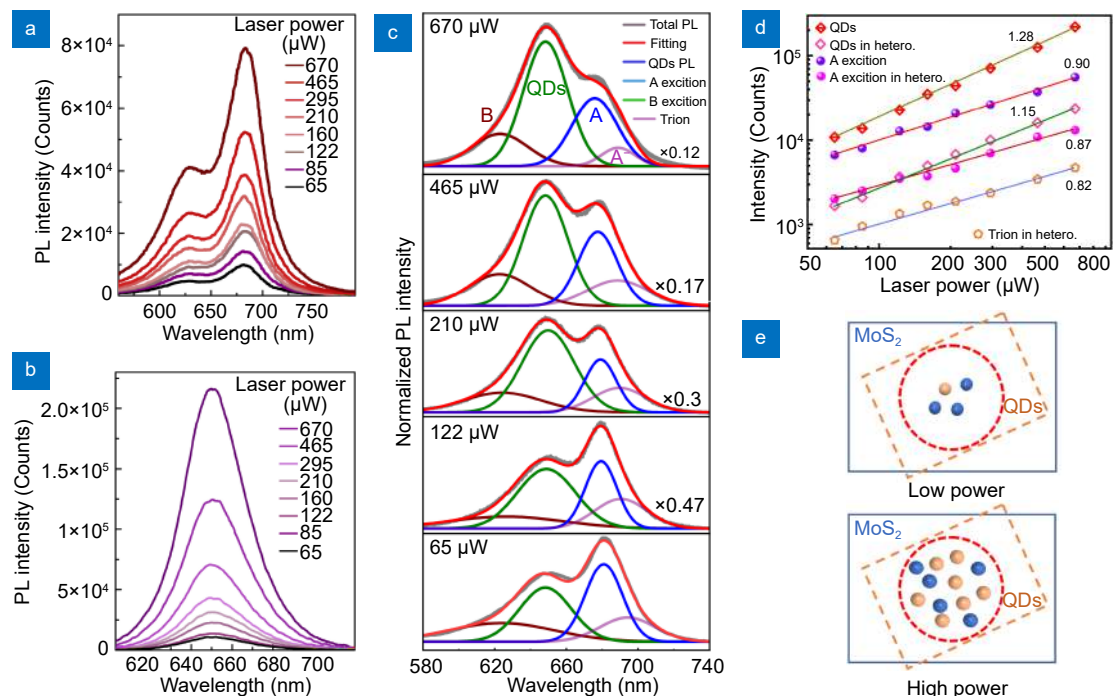 a
Laser power
(μW)
670
465
295
210
160
122
85
65
8×10⁴
6×10⁴
4×10⁴
2×10⁴
0
PL intensity (Counts)
600 650 700 750
Wavelength (nm)
b
Laser power
(μW)
670
465
295
210
160
122
85
65
2.0×10⁵
1.5×10⁵
1.0×10⁵
5×10⁴
0
PL intensity (Counts)
620 640 660 680 700
Wavelength (nm)
c
670 μW
Total PL
Fitting
QDs PL
A excition
B excition
Trion
B
QDs
A
A⁻
×0.12
465 μW
×0.17
210 μW
×0.3
122 μW
×0.47
65 μW
Normalized PL intensity
580 620 660 700 740
Wavelength (nm)
d
QDs
QDs in hetero.
A excition
A excition in hetero.
1.28
0.90
1.15
0.87
0.82
Trion in hetero.
10⁵
10⁴
10³
Intensity (Counts)
50 100 200 400 800
Laser power (μW)
e
MoS₂
QDs
Low power
MoS₂
QDs
High power